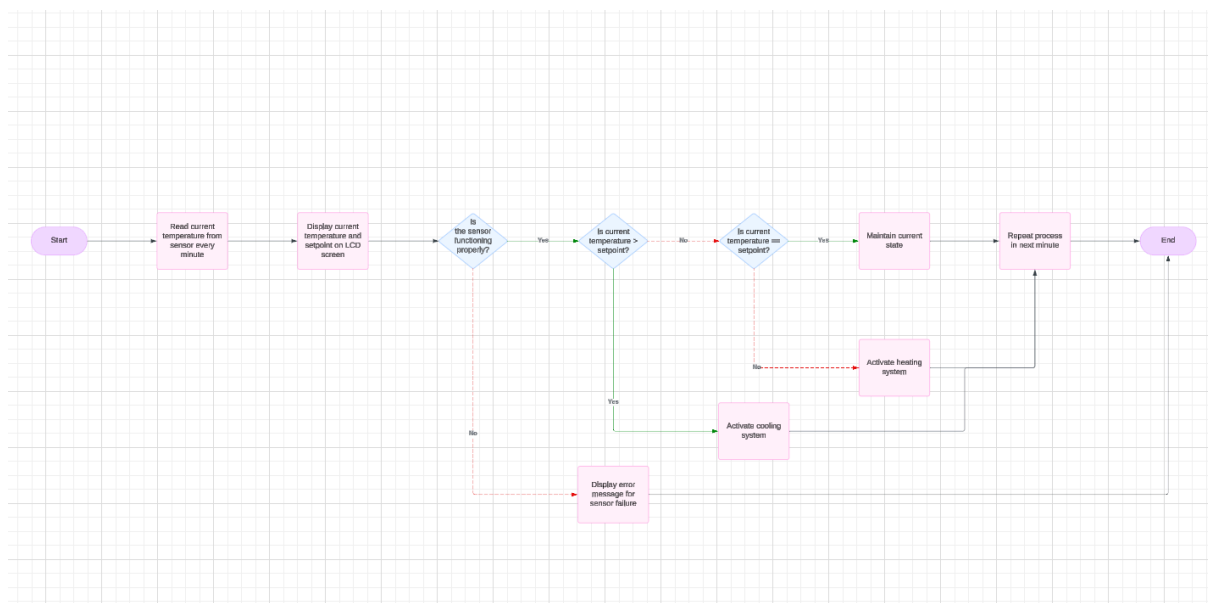 Start
Read current
temperature from
sensor every
minute
Display current
temperature and
setpoint on LCD
screen
Is
the sensor
functioning
properly?
Yes
Is current
temperature >
setpoint?
No
Is current
temperature ==
setpoint?
Yes
Maintain current
state
Repeat process
in next minute
End
No
Activate heating
system
Yes
Activate cooling
system
No
Display error
message for
sensor failure